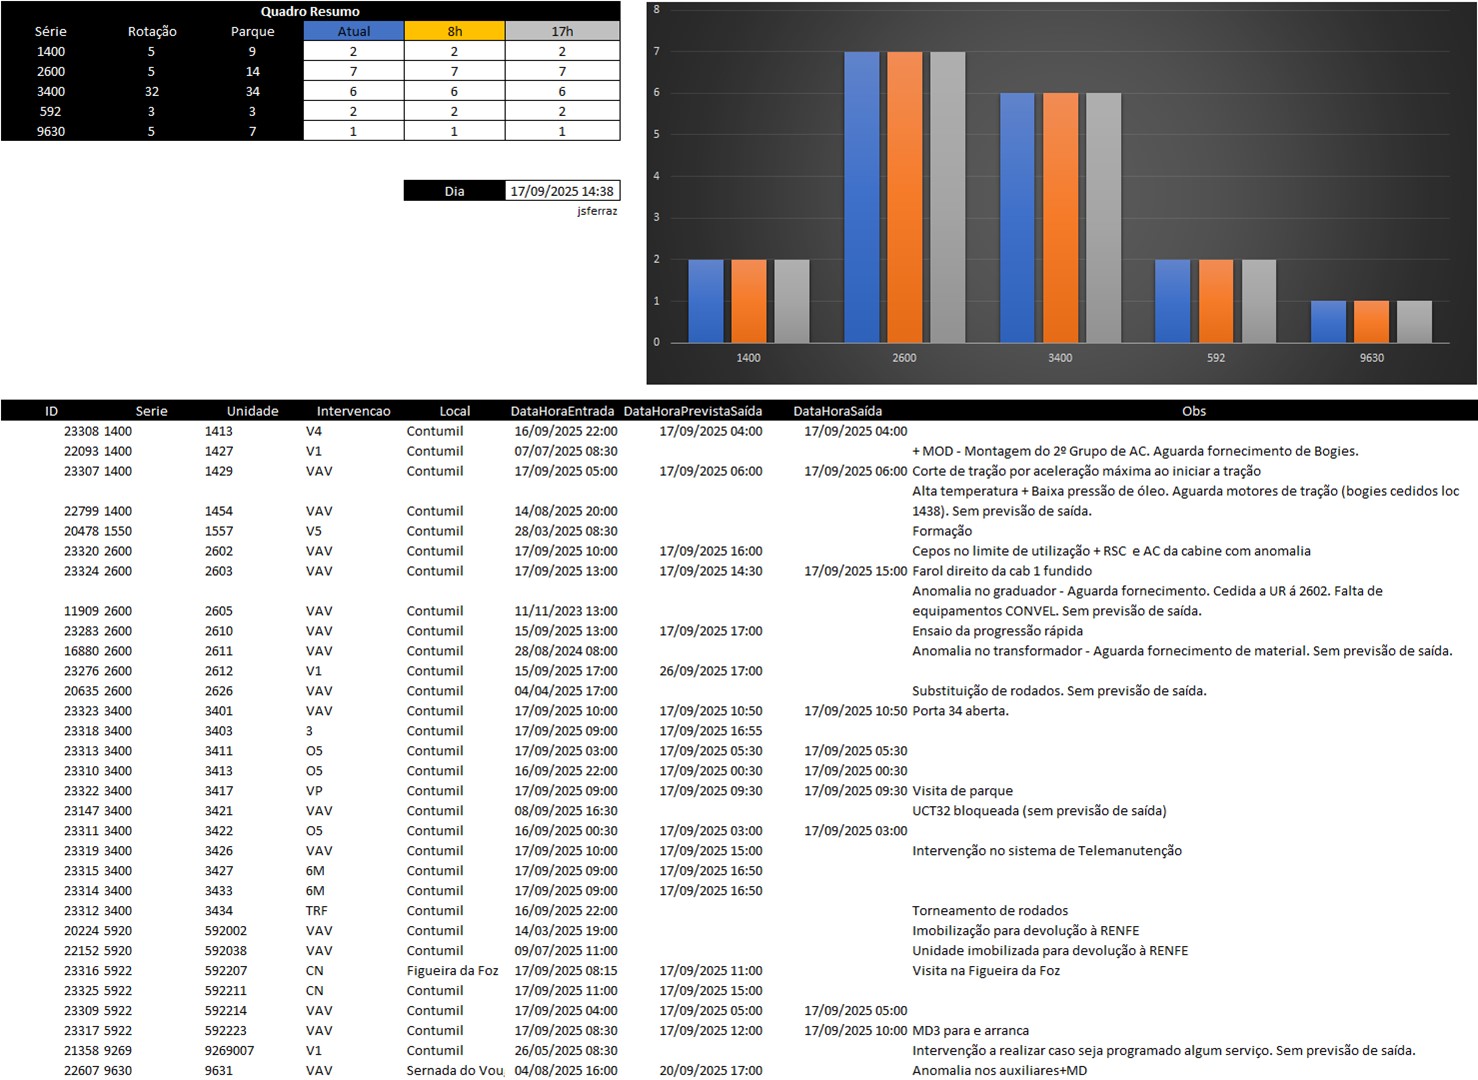 Quadro Resumo
Série Rotação Parque Atual 8h 17h
1400 5 9 2 2 2
2600 5 14 7 7 7
3400 32 34 6 6 6
592 3 3 2 2 2
9630 5 7 1 1 1
Dia 17/09/2025 14:38
jsferraz
8
7
6
5
4
3
2
1
0
1400 2600 3400 592 9630
ID Serie Unidade Intervencao Local DataHoraEntrada DataHoraPrevistaSaída DataHoraSaída Obs
23308 1400 1413 V4 Contumil 16/09/2025 22:00 17/09/2025 04:00 17/09/2025 04:00
22093 1400 1427 V1 Contumil 07/07/2025 08:30 + MOD - Montagem do 2º Grupo de AC. Aguarda fornecimento de Bogies.
23307 1400 1429 VAV Contumil 17/09/2025 05:00 17/09/2025 06:00 17/09/2025 06:00 Corte de tração por aceleração máxima ao iniciar a tração
Alta temperatura + Baixa pressão de óleo. Aguarda motores de tração (bogies cedidos loc
22799 1400 1454 VAV Contumil 14/08/2025 20:00 1438). Sem previsão de saída.
20478 1550 1557 V5 Contumil 28/03/2025 08:30 Formação
23320 2600 2602 VAV Contumil 17/09/2025 10:00 17/09/2025 16:00 Cepos no limite de utilização + RSC e AC da cabine com anomalia
23324 2600 2603 VAV Contumil 17/09/2025 13:00 17/09/2025 14:30 17/09/2025 15:00 Farol direito da cab 1 fundido
Anomalia no graduador - Aguarda fornecimento. Cedida a UR á 2602. Falta de
11909 2600 2605 VAV Contumil 11/11/2023 13:00 equipamentos CONVEL. Sem previsão de saída.
23283 2600 2610 VAV Contumil 15/09/2025 13:00 17/09/2025 17:00 Ensaio da progressão rápida
16880 2600 2611 VAV Contumil 28/08/2024 08:00 Anomalia no transformador - Aguarda fornecimento de material. Sem previsão de saída.
23276 2600 2612 V1 Contumil 15/09/2025 17:00 26/09/2025 17:00
20635 2600 2626 VAV Contumil 04/04/2025 17:00 Substituição de rodados. Sem previsão de saída.
23323 3400 3401 VAV Contumil 17/09/2025 10:00 17/09/2025 10:50 17/09/2025 10:50 Porta 34 aberta.
23318 3400 3403 3 Contumil 17/09/2025 09:00 17/09/2025 16:55
23313 3400 3411 O5 Contumil 17/09/2025 03:00 17/09/2025 05:30 17/09/2025 05:30
23310 3400 3413 O5 Contumil 16/09/2025 22:00 17/09/2025 00:30 17/09/2025 00:30
23322 3400 3417 VP Contumil 17/09/2025 09:00 17/09/2025 09:30 17/09/2025 09:30 Visita de parque
23147 3400 3421 VAV Contumil 08/09/2025 16:30 UCT32 bloqueada (sem previsão de saída)
23311 3400 3422 O5 Contumil 16/09/2025 00:30 17/09/2025 03:00 17/09/2025 03:00
23319 3400 3426 VAV Contumil 17/09/2025 10:00 17/09/2025 15:00 Intervenção no sistema de Telemanutenção
23315 3400 3427 6M Contumil 17/09/2025 09:00 17/09/2025 16:50
23314 3400 3433 6M Contumil 17/09/2025 09:00 17/09/2025 16:50
23312 3400 3434 TRF Contumil 16/09/2025 22:00 Torneamento de rodados
20224 5920 592002 VAV Contumil 14/03/2025 19:00 Imobilização para devolução à RENFE
22152 5920 592038 VAV Contumil 09/07/2025 11:00 Unidade imobilizada para devolução à RENFE
23316 5922 592207 CN Figueira da Foz 17/09/2025 08:15 17/09/2025 11:00 Visita na Figueira da Foz
23325 5922 592211 CN Contumil 17/09/2025 11:00 17/09/2025 15:00
23309 5922 592214 VAV Contumil 17/09/2025 04:00 17/09/2025 05:00 17/09/2025 05:00
23317 5922 592223 VAV Contumil 17/09/2025 08:30 17/09/2025 12:00 17/09/2025 10:00 MD3 para e arranca
21358 9269 9269007 V1 Contumil 26/05/2025 08:30 Intervenção a realizar caso seja programado algum serviço. Sem previsão de saída.
22607 9630 9631 VAV Sernada do Vou 04/08/2025 16:00 20/09/2025 17:00 Anomalia nos auxiliares+MD